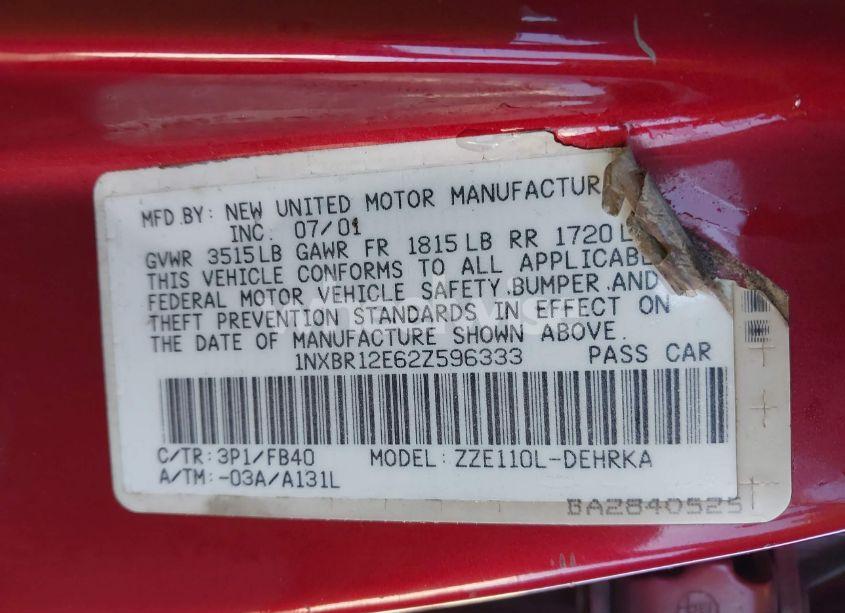 MFD.BY: NEW UNITED MOTOR MANUFACTUR
INC. 07/01
GVWR 3515LB GAWR FR 1815LB RR 1720L
THIS VEHICLE CONFORMS TO ALL APPLICABLE
FEDERAL MOTOR VEHICLE SAFETY,BUMPER,AND
THEFT PREVENTION STANDARDS IN EFFECT ON
THE DATE OF MANUFACTURE SHOWN ABOVE.
1NXBR12E62Z596333 PASS CAR
C/TR:3P1/FB40 MODEL: ZZE110L-DEHRKA
A/TM:-03A/A131L
BA2840525